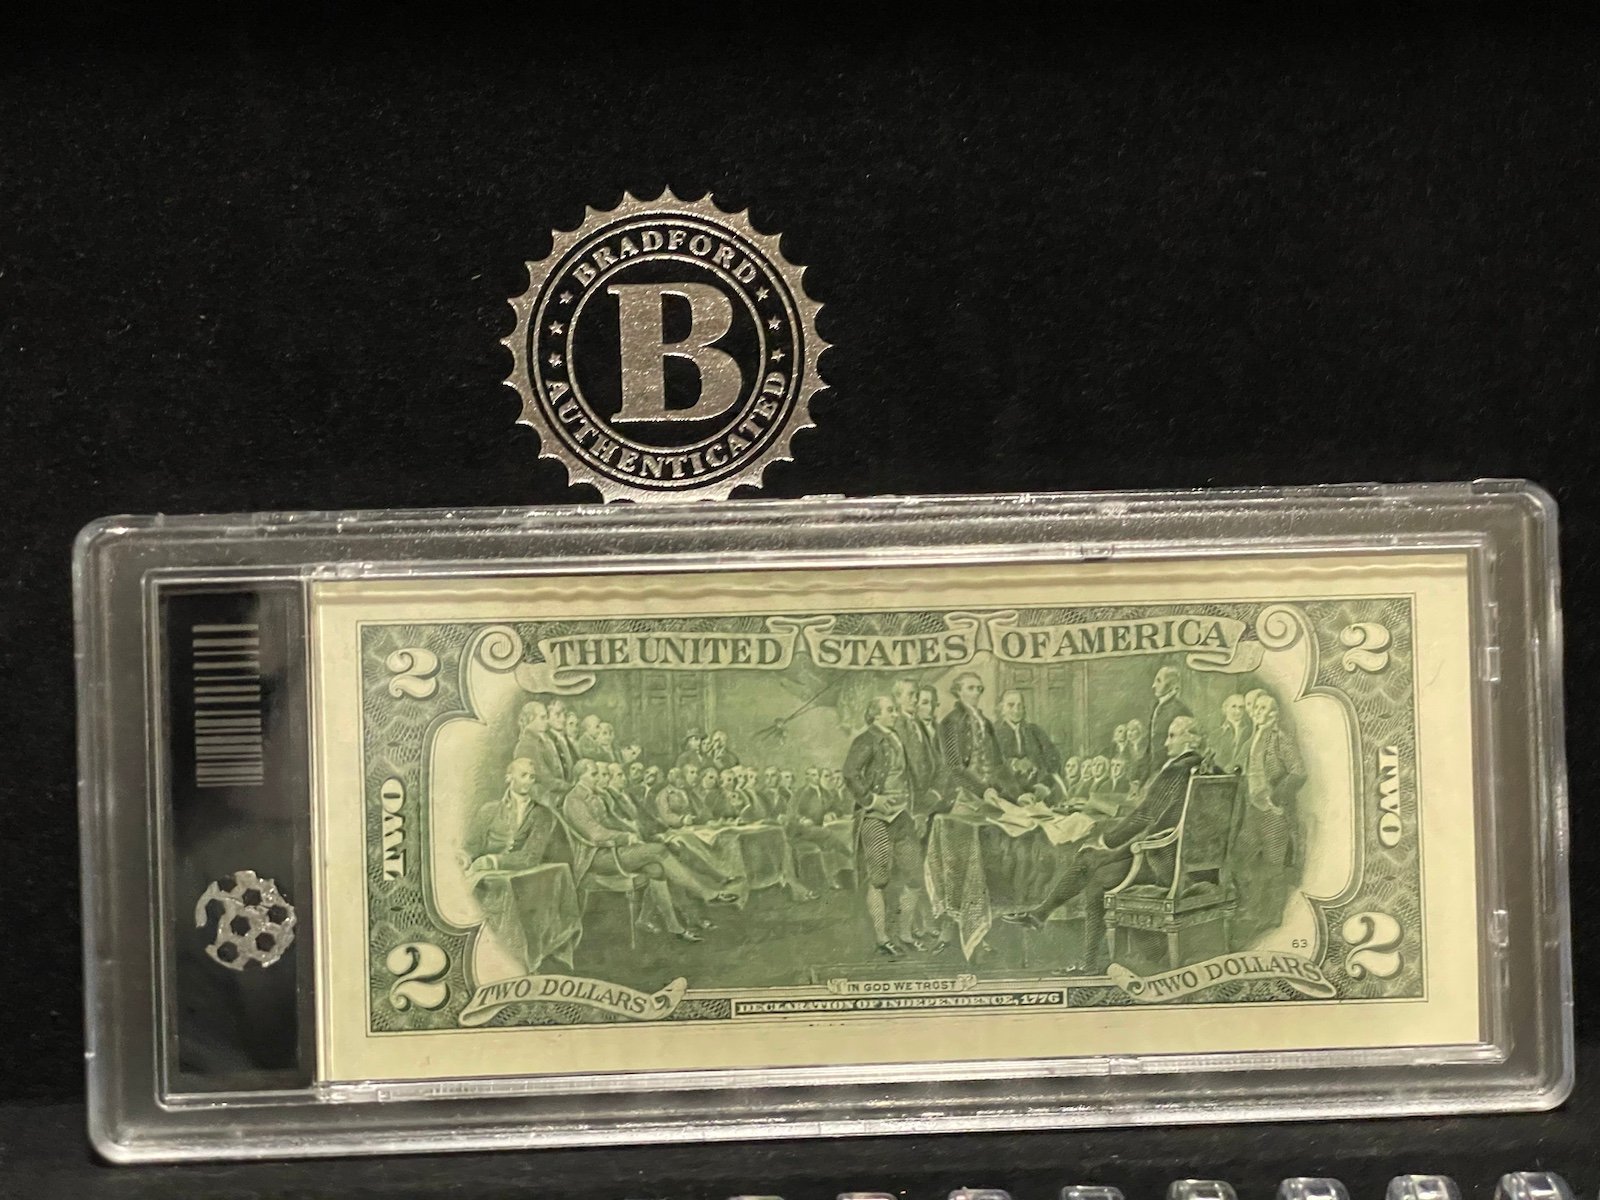 BRADFORD
B
AUTHENTICATED
THE UNITED STATES OF AMERICA
2
2
TWO
TWO
63
2
2
TWO DOLLARS
IN GOD WE TRUST
TWO DOLLARS
DECLARATION OF INDEPENDENCE, 1776